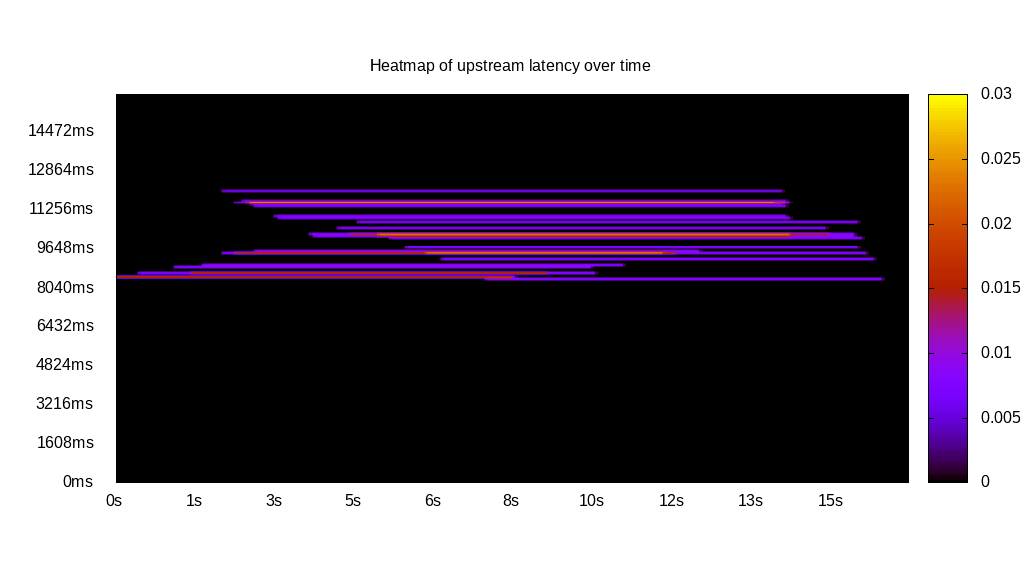 Heatmap of upstream latency over time
14472ms
12864ms
11256ms
9648ms
8040ms
6432ms
4824ms
3216ms
1608ms
0ms
0s 1s 3s 5s 6s 8s 10s 12s 13s 15s
0.03
0.025
0.02
0.015
0.01
0.005
0